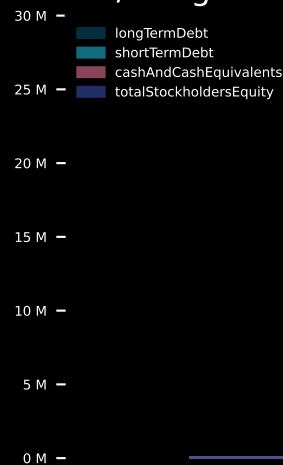 30 M
longTermDebt
shortTermDebt
cashAndCashEquivalents
totalStockholdersEquity
25 M
20 M
15 M
10 M
5 M
0 M